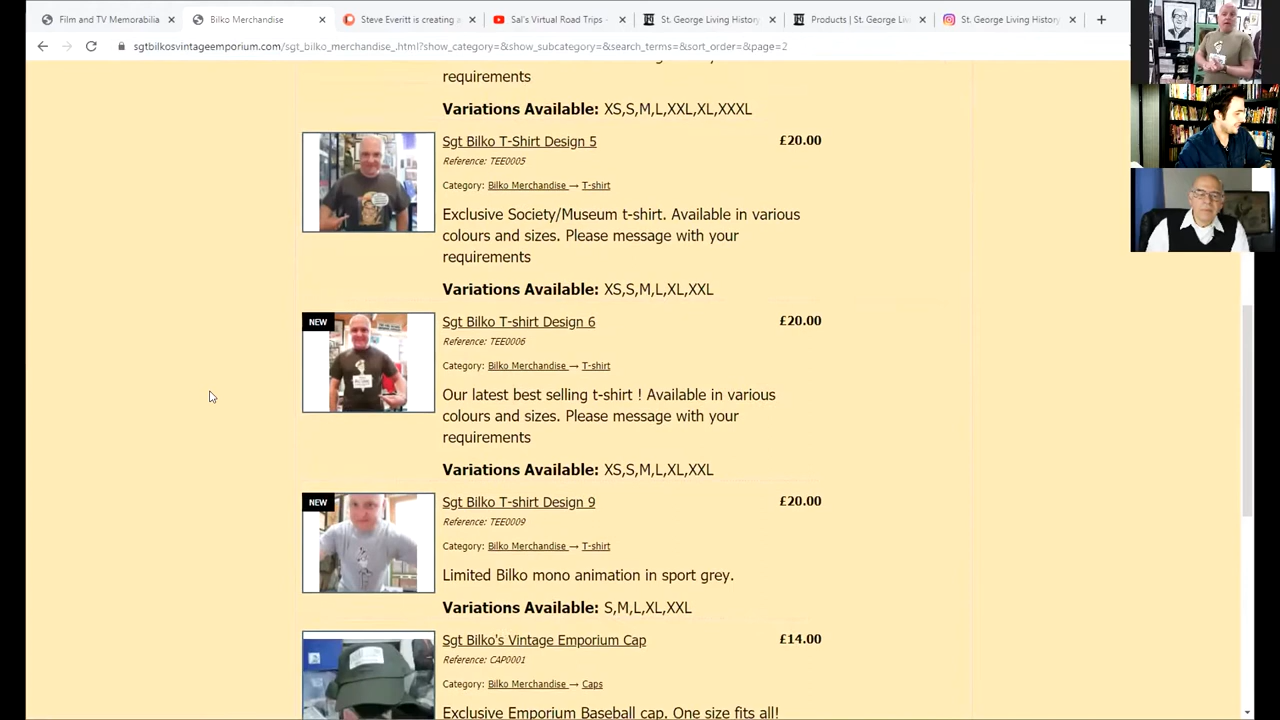 Film and TV Memorabilia
Bilko Merchandise
Steve Everitt is creating a
Sal's Virtual Road Trips -
St. George Living History
Products | St. George Liv
St. George Living History
sgtbilkosvintageemporium.com/sgt_bilko_merchandise_.html?show_category=&show_subcategory=&search_terms=&sort_order=&page=2
requirements
Variations Available: XS,S,M,L,XXL,XL,XXXL
Sgt Bilko T-Shirt Design 5
£20.00
Reference: TEE0005
Category: Bilko Merchandise → T-shirt
Exclusive Society/Museum t-shirt. Available in various
colours and sizes. Please message with your
requirements
Variations Available: XS,S,M,L,XL,XXL
NEW
Sgt Bilko T-shirt Design 6
£20.00
Reference: TEE0006
Category: Bilko Merchandise → T-shirt
Our latest best selling t-shirt ! Available in various
colours and sizes. Please message with your
requirements
Variations Available: XS,S,M,L,XL,XXL
NEW
Sgt Bilko T-shirt Design 9
£20.00
Reference: TEE0009
Category: Bilko Merchandise → T-shirt
Limited Bilko mono animation in sport grey.
Variations Available: S,M,L,XL,XXL
Sgt Bilko's Vintage Emporium Cap
£14.00
Reference: CAP0001
Category: Bilko Merchandise → Caps
Exclusive Emporium Baseball cap. One size fits all!